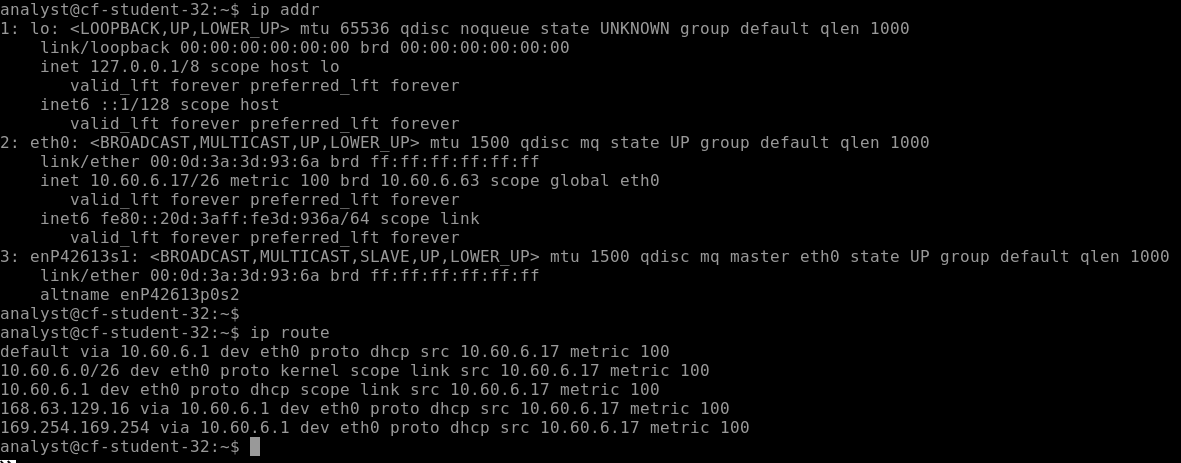 analyst@cf-student-32:~$ ip addr
1: lo: <LOOPBACK,UP,LOWER_UP> mtu 65536 qdisc noqueue state UNKNOWN group default qlen 1000
    link/loopback 00:00:00:00:00:00 brd 00:00:00:00:00:00
    inet 127.0.0.1/8 scope host lo
       valid_lft forever preferred_lft forever
    inet6 ::1/128 scope host
       valid_lft forever preferred_lft forever
2: eth0: <BROADCAST,MULTICAST,UP,LOWER_UP> mtu 1500 qdisc mq state UP group default qlen 1000
    link/ether 00:0d:3a:3d:93:6a brd ff:ff:ff:ff:ff:ff
    inet 10.60.6.17/26 metric 100 brd 10.60.6.63 scope global eth0
       valid_lft forever preferred_lft forever
    inet6 fe80::20d:3aff:fe3d:936a/64 scope link
       valid_lft forever preferred_lft forever
3: enP42613s1: <BROADCAST,MULTICAST,SLAVE,UP,LOWER_UP> mtu 1500 qdisc mq master eth0 state UP group default qlen 1000
    link/ether 00:0d:3a:3d:93:6a brd ff:ff:ff:ff:ff:ff
    altname enP42613p0s2
analyst@cf-student-32:~$
analyst@cf-student-32:~$ ip route
default via 10.60.6.1 dev eth0 proto dhcp src 10.60.6.17 metric 100
10.60.6.0/26 dev eth0 proto kernel scope link src 10.60.6.17 metric 100
10.60.6.1 dev eth0 proto dhcp scope link src 10.60.6.17 metric 100
168.63.129.16 via 10.60.6.1 dev eth0 proto dhcp src 10.60.6.17 metric 100
169.254.169.254 via 10.60.6.1 dev eth0 proto dhcp src 10.60.6.17 metric 100
analyst@cf-student-32:~$